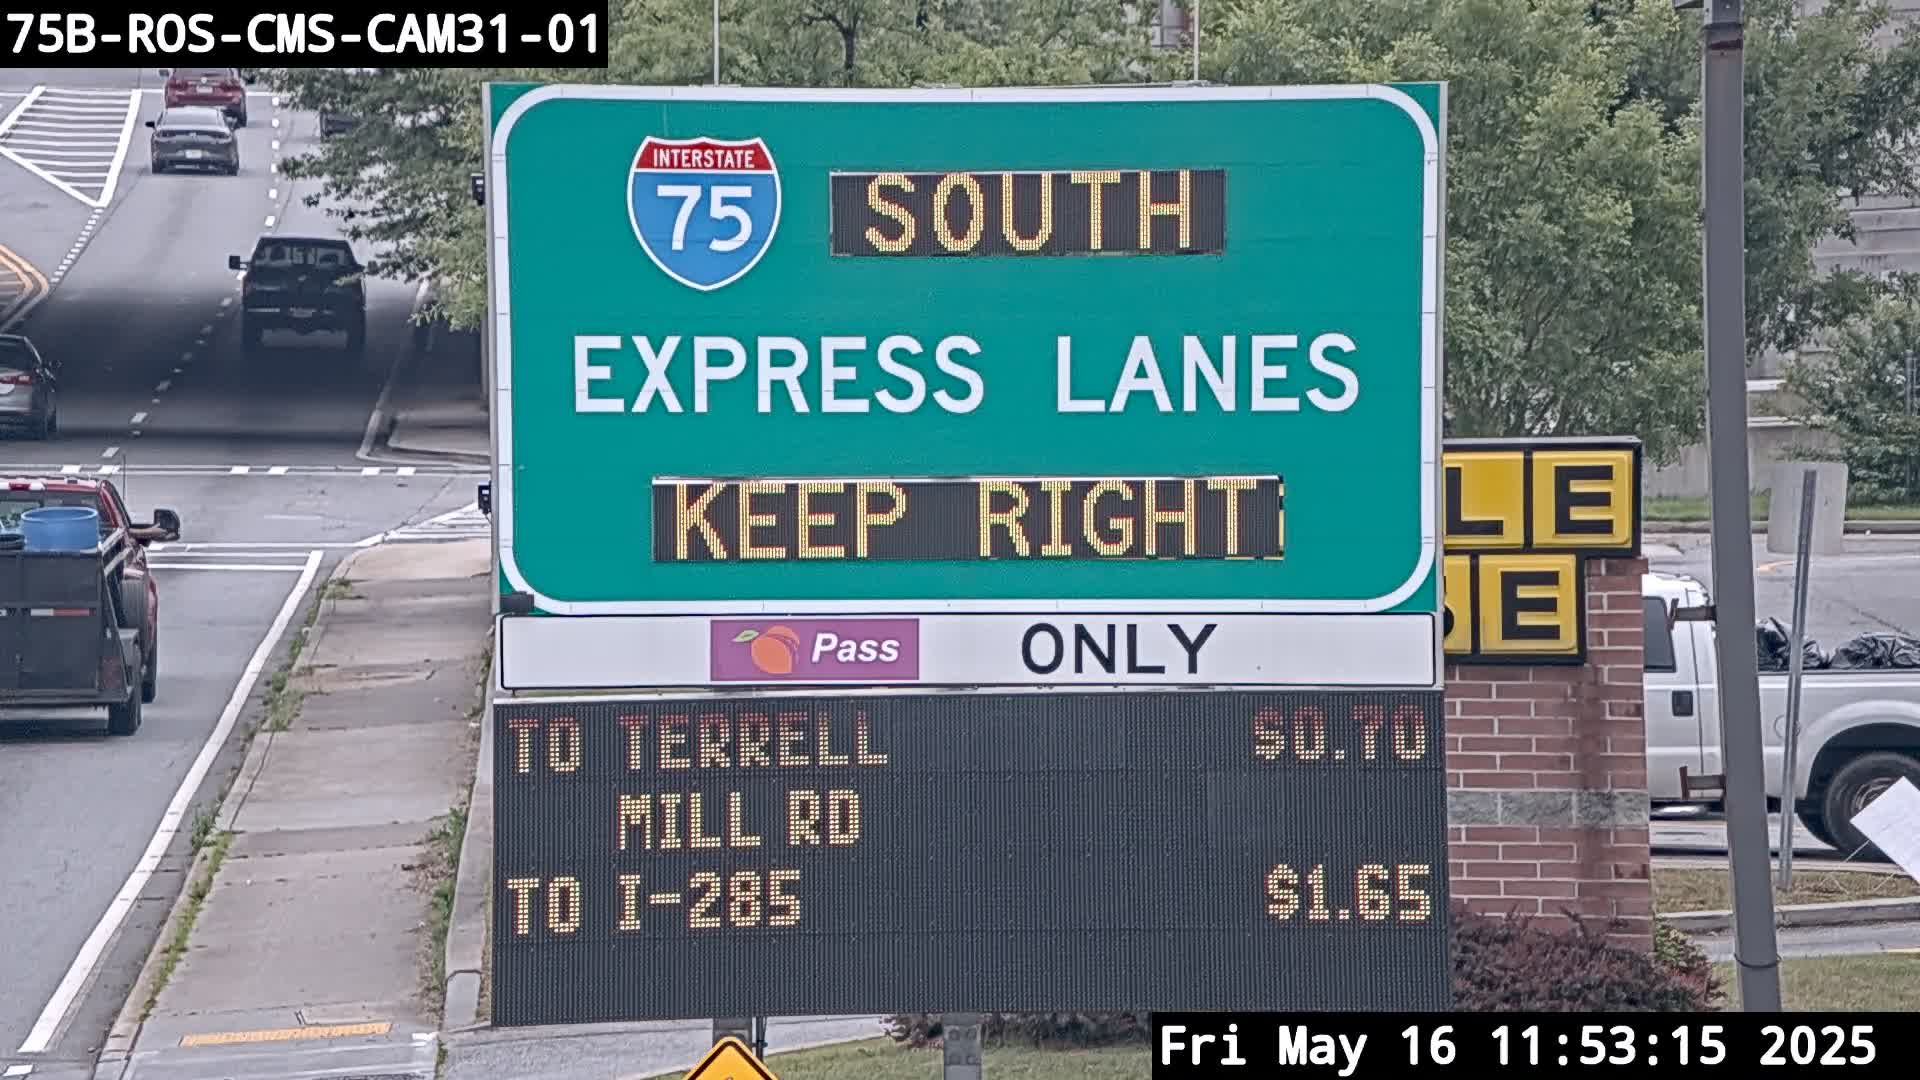 75B-ROS-CMS-CAM31-01
INTERSTATE
75
SOUTH
EXPRESS LANES
KEEP RIGHT
Pass ONLY
TO TERRELL $0.70
MILL RD
TO I-285 $1.65
LE
E
Fri May 16 11:53:15 2025